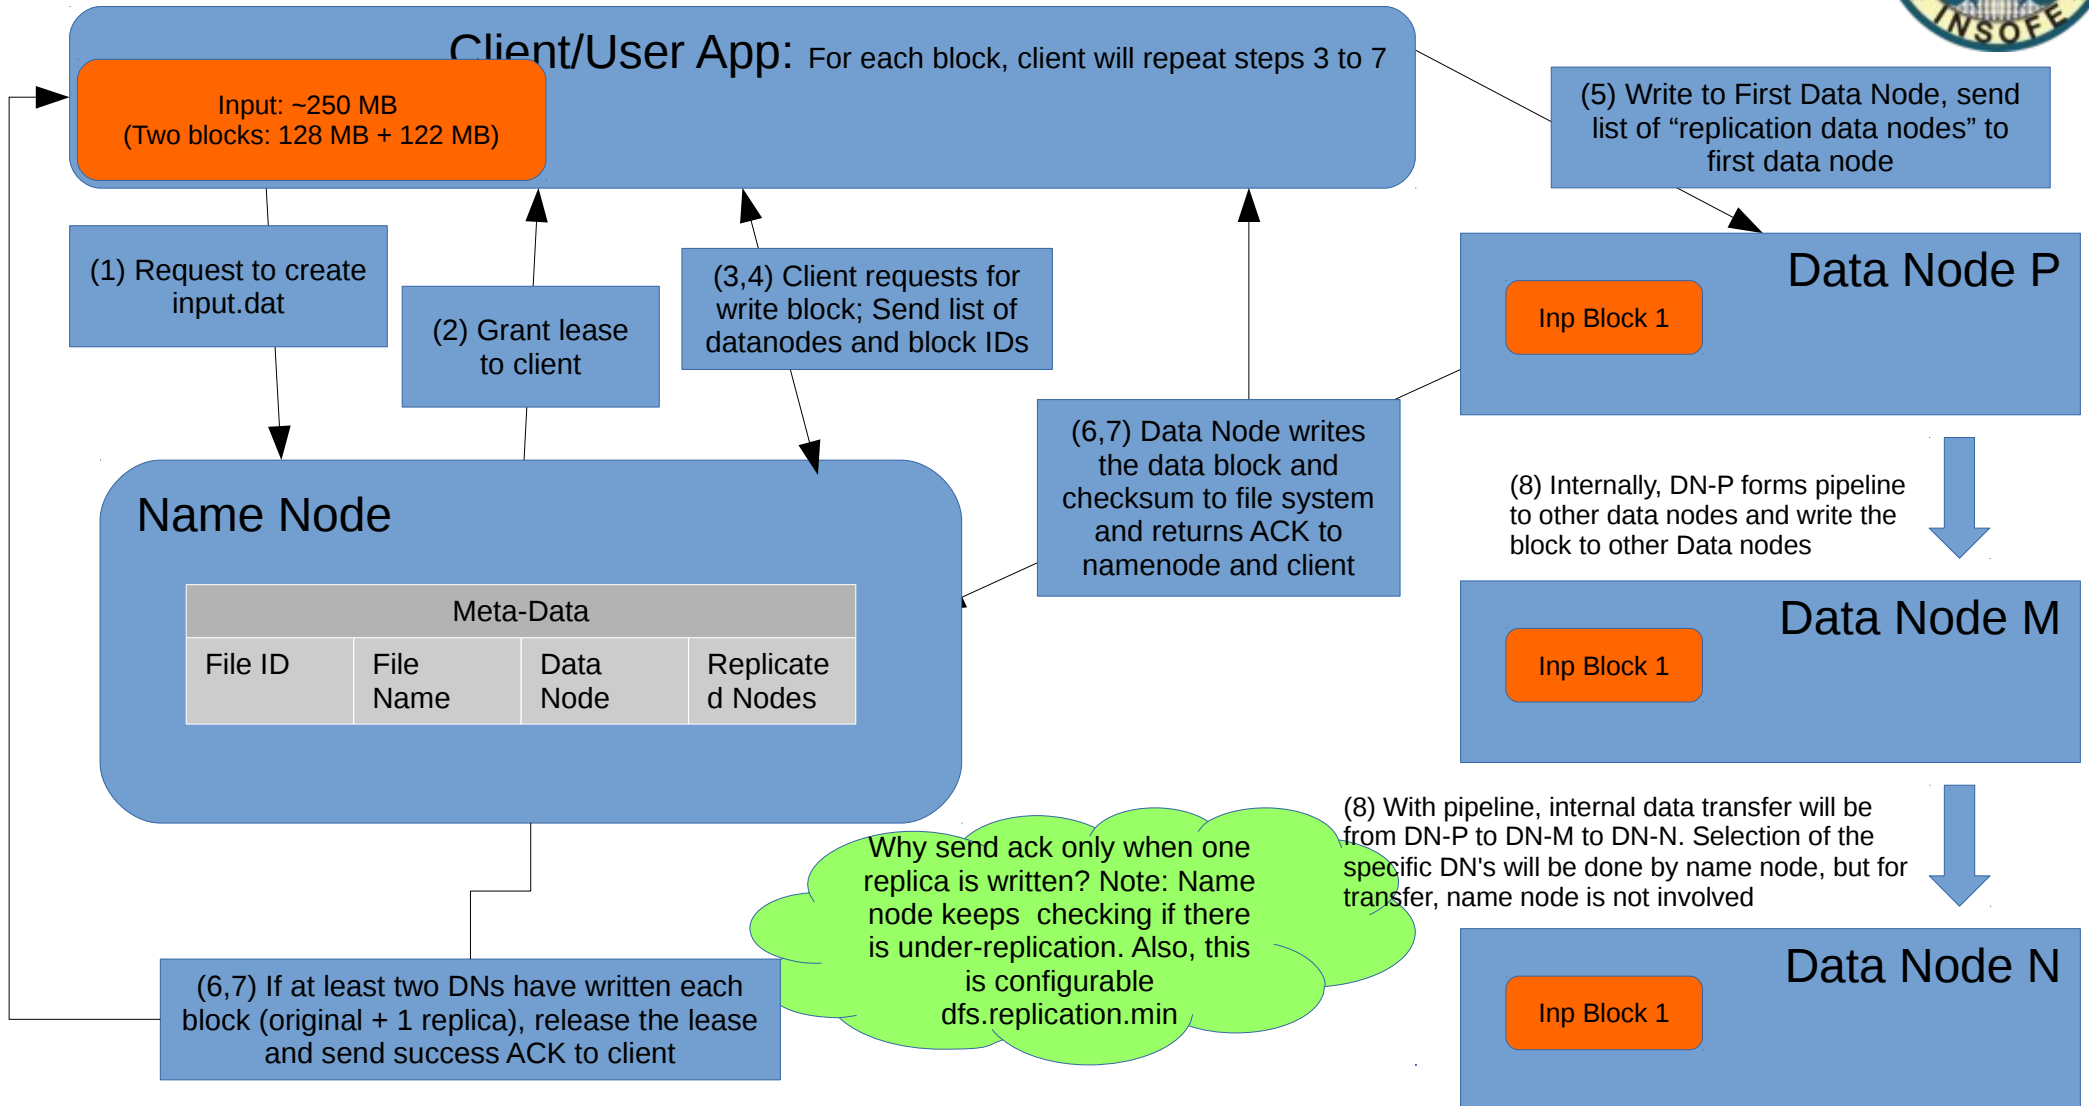 INSOFE
Client/User App: For each block, client will repeat steps 3 to 7
Input: ~250 MB
(Two blocks: 128 MB + 122 MB)
(5) Write to First Data Node, send
list of “replication data nodes” to
first data node
(1) Request to create
input.dat
(2) Grant lease
to client
(3,4) Client requests for
write block; Send list of
datanodes and block IDs
Data Node P
Inp Block 1
(6,7) Data Node writes
the data block and
checksum to file system
and returns ACK to
namenode and client
(8) Internally, DN-P forms pipeline
to other data nodes and write the
block to other Data nodes
Name Node
Meta-Data
File ID
File
Name
Data
Node
Replicate
d Nodes
Data Node M
Inp Block 1
(8) With pipeline, internal data transfer will be
from DN-P to DN-M to DN-N. Selection of the
specific DN's will be done by name node, but for
transfer, name node is not involved
Why send ack only when one
replica is written? Note: Name
node keeps  checking if there
is under-replication. Also, this
is configurable
dfs.replication.min
(6,7) If at least two DNs have written each
block (original + 1 replica), release the lease
and send success ACK to client
Data Node N
Inp Block 1